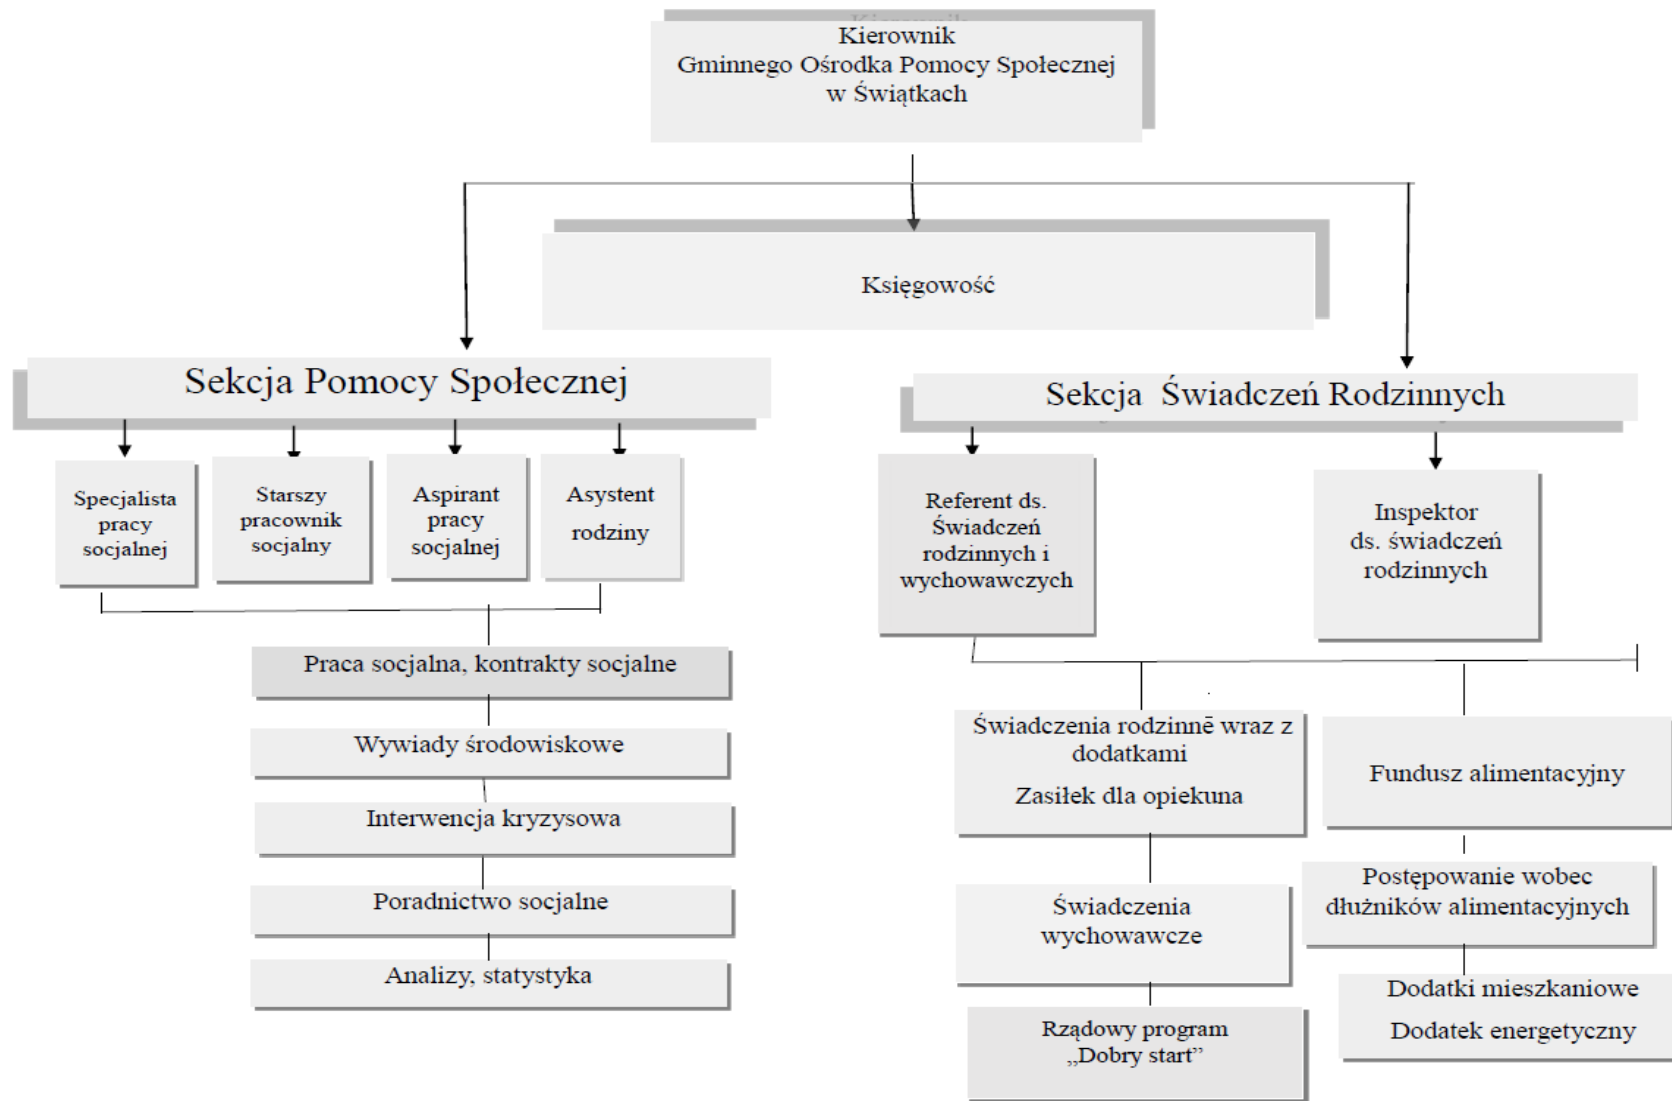 Kierownik
Gminnego Ośrodka Pomocy Społecznej
w Świątkach
Księgowość
Sekcja Pomocy Społecznej
Sekcja Świadczeń Rodzinnych
Specjalista
pracy
socjalnej
Starszy
pracownik
socjalny
Aspirant
pracy
socjalnej
Asystent
rodziny
Referent ds.
Świadczeń
rodzinnych i
wychowawczych
Inspektor
ds. świadczeń
rodzinnych
Praca socjalna, kontrakty socjalne
Wywiady środowiskowe
Interwencja kryzysowa
Poradnictwo socjalne
Analizy, statystyka
Świadczenia rodzinnē wraz z
dodatkami
Zasiłek dla opiekuna
Świadczenia
wychowawcze
Rządowy program
„Dobry start”
Fundusz alimentacyjny
Postępowanie wobec
dłużników alimentacyjnych
Dodatki mieszkaniowe
Dodatek energetyczny